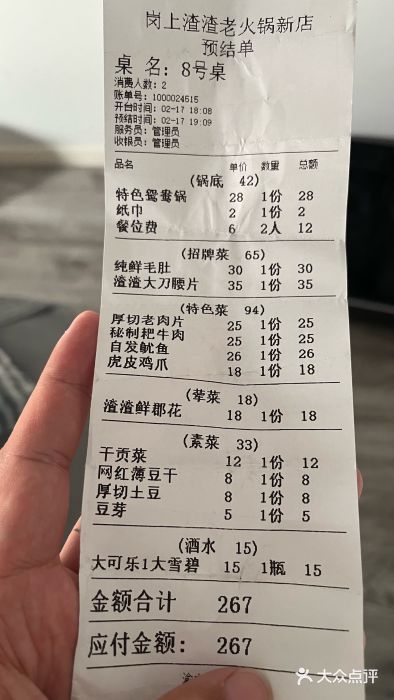 岗上渣渣老火锅新店
预结单
桌 名: 8号桌
消费人数: 2
账单号: 1000024515
开台时间: 02-17 18:08
预结时间: 02-17 19:09
服务员: 管理员
收银员: 管理员
品名 单价 数量 总额
(锅底 42)
特色鸳鸯锅 28 1份 28
纸巾 2 1份 2
餐位费 6 2人 12
(招牌菜 65)
纯鲜毛肚 30 1份 30
渣渣大刀腰片 35 1份 35
(特色菜 94)
厚切老肉片 25 1份 25
秘制耙牛肉 25 1份 25
自发鱿鱼 26 1份 26
虎皮鸡爪 18 1份 18
(荤菜 18)
渣渣鲜郡花 18 1份 18
(素菜 33)
干页菜 12 1份 12
网红薄豆干 8 1份 8
厚切土豆 8 1份 8
豆芽 5 1份 5
(酒水 15)
大可乐1大雪碧 15 1瓶 15
金额合计 267
应付金额: 267
大众点评